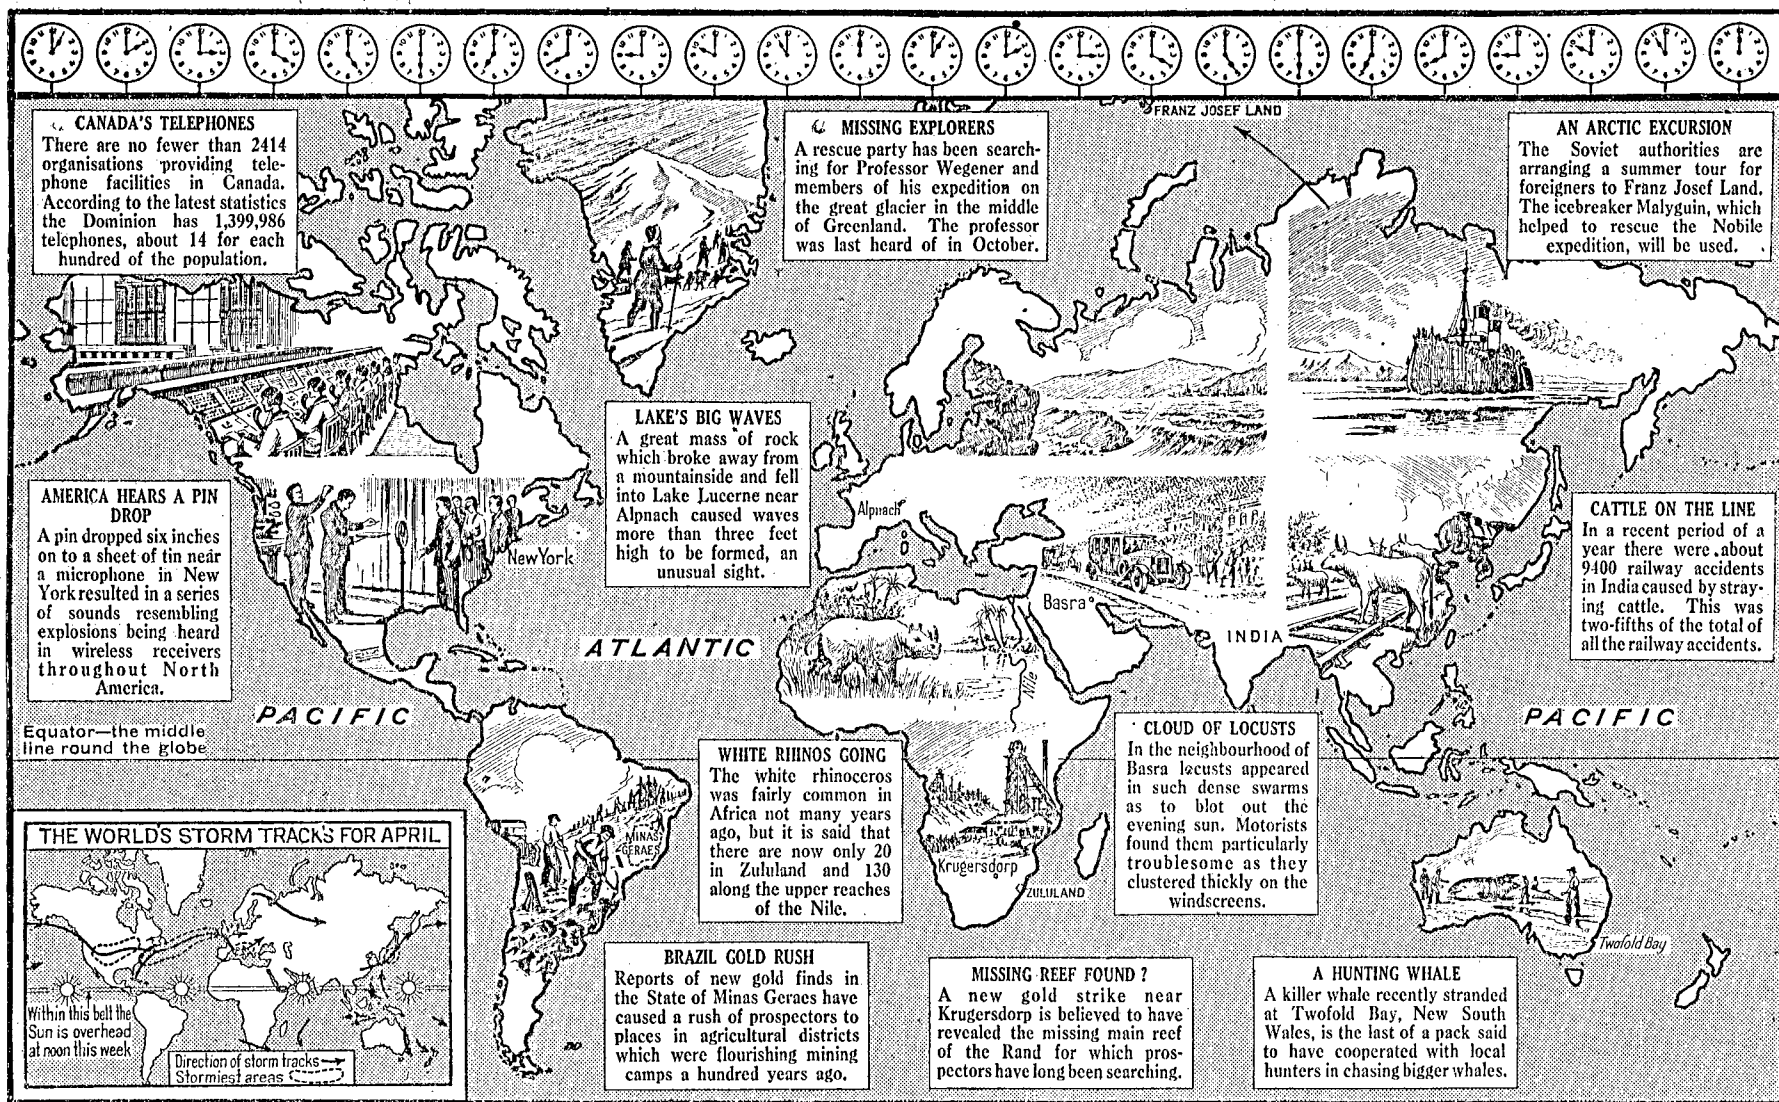 CANADA'S TELEPHONES
There are no fewer than 2414
organisations providing tele-
phone facilities in Canada.
According to the latest statistics
the Dominion has 1,399,986
telephones, about 14 for each
hundred of the population.
MISSING EXPLORERS
A rescue party has been search-
ing for Professor Wegener and
members of his expedition on
the great glacier in the middle
of Greenland. The professor
was last heard of in October.
FRANZ JOSEF LAND
AN ARCTIC EXCURSION
The Soviet authorities are
arranging a summer tour for
foreigners to Franz Josef Land.
The icebreaker Malyguin, which
helped to rescue the Nobile
expedition, will be used.
LAKE'S BIG WAVES
A great mass of rock
which broke away from
a mountainside and fell
into Lake Lucerne near
Alpnach caused waves
more than three feet
high to be formed, an
unusual sight.
AMERICA HEARS A PIN
DROP
A pin dropped six inches
on to a sheet of tin near
a microphone in New
York resulted in a series
of sounds resembling
explosions being heard
in wireless receivers
throughout North
America.
New York
Alpnach
Basra
INDIA
CATTLE ON THE LINE
In a recent period of a
year there were about
9400 railway accidents
in India caused by stray-
ing cattle. This was
two-fifths of the total of
all the railway accidents.
ATLANTIC
PACIFIC
Nile
PACIFIC
Equator—the middle
line round the globe
WHITE RHINOS GOING
The white rhinoceros
was fairly common in
Africa not many years
ago, but it is said that
there are now only 20
in Zululand and 130
along the upper reaches
of the Nile.
CLOUD OF LOCUSTS
In the neighbourhood of
Basra locusts appeared
in such dense swarms
as to blot out the
evening sun. Motorists
found them particularly
troublesome as they
clustered thickly on the
windscreens.
MINAS
GERAES
Krugersdorp
ZULULAND
Twofold Bay
THE WORLD'S STORM TRACKS FOR APRIL
Within this belt the
Sun is overhead
at noon this week
Direction of storm tracks
Stormiest areas
BRAZIL GOLD RUSH
Reports of new gold finds in
the State of Minas Geraes have
caused a rush of prospectors to
places in agricultural districts
which were flourishing mining
camps a hundred years ago.
MISSING REEF FOUND?
A new gold strike near
Krugersdorp is believed to have
revealed the missing main reef
of the Rand for which pros-
pectors have long been searching.
A HUNTING WHALE
A killer whale recently stranded
at Twofold Bay, New South
Wales, is the last of a pack said
to have cooperated with local
hunters in chasing bigger whales.